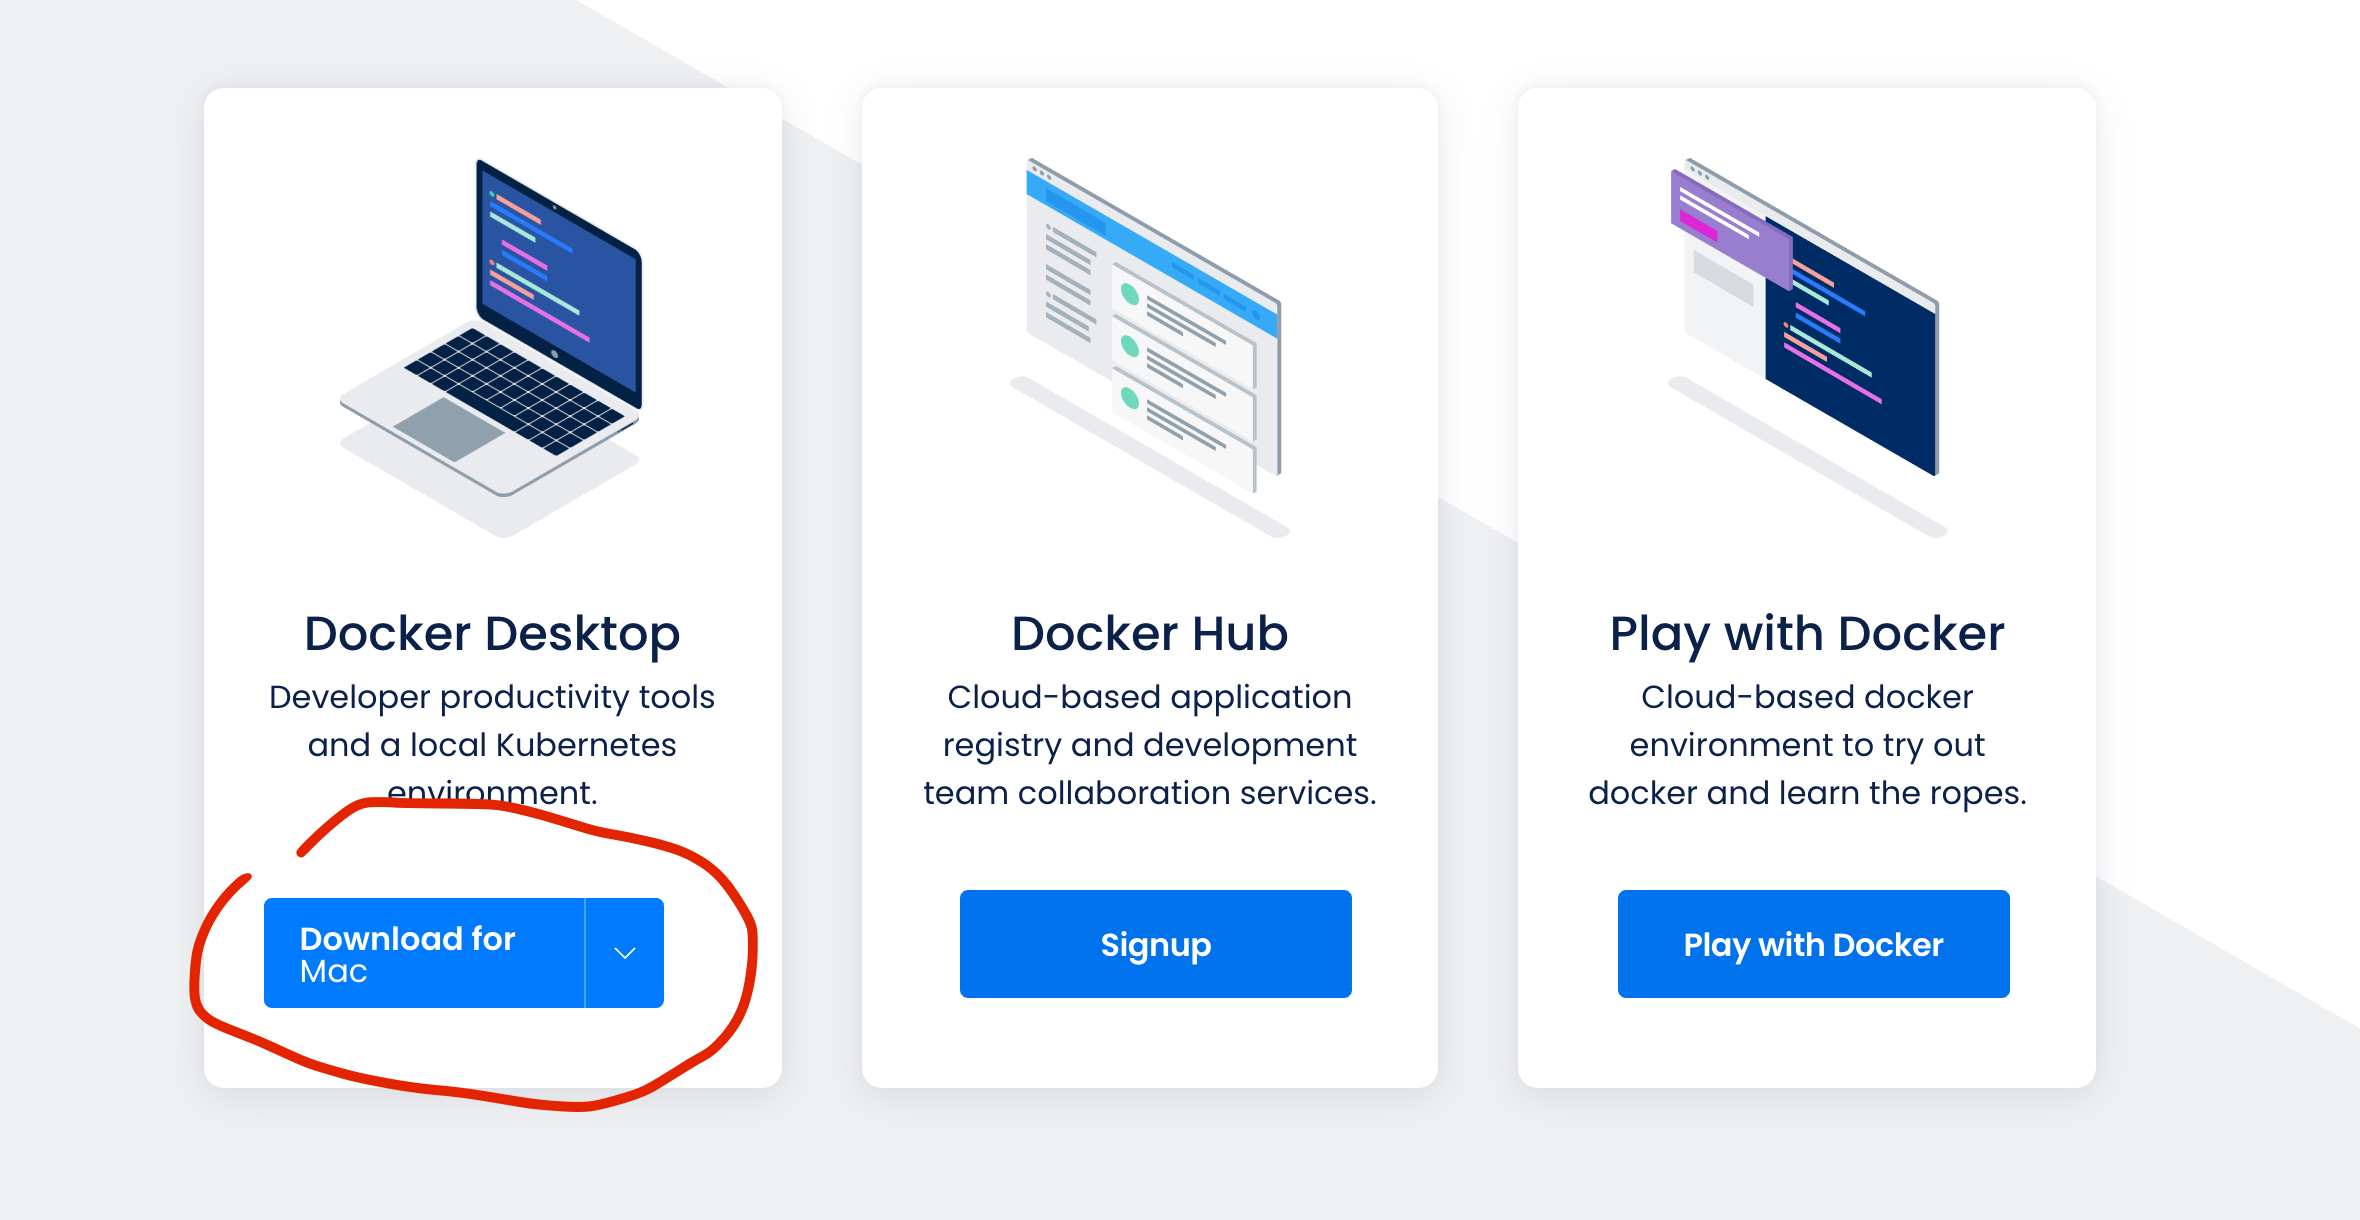 Docker Desktop
Developer productivity tools
and a local Kubernetes
environment.
Download for
Mac
Docker Hub
Cloud-based application
registry and development
team collaboration services.
Signup
Play with Docker
Cloud-based docker
environment to try out
docker and learn the ropes.
Play with Docker